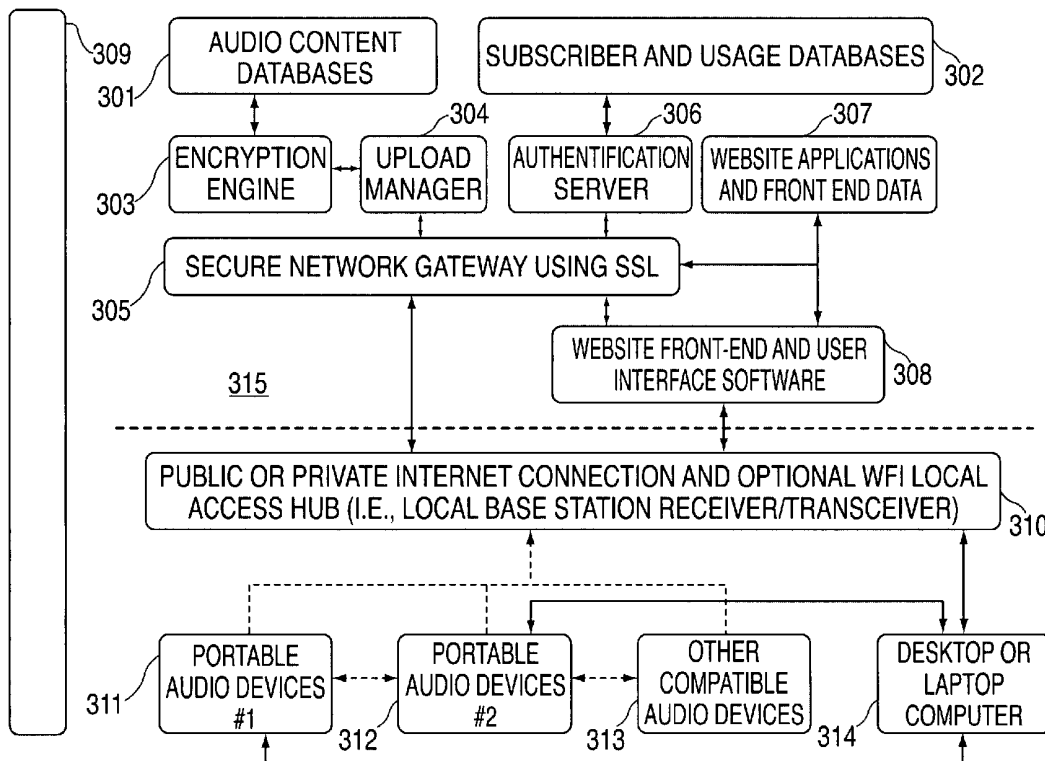 309
AUDIO CONTENT
DATABASES
301
SUBSCRIBER AND USAGE DATABASES
302
304
306
307
ENCRYPTION
ENGINE
303
UPLOAD
MANAGER
AUTHENTIFICATION
SERVER
WEBSITE APPLICATIONS
AND FRONT END DATA
SECURE NETWORK GATEWAY USING SSL
305
WEBSITE FRONT-END AND USER
INTERFACE SOFTWARE
308
315
PUBLIC OR PRIVATE INTERNET CONNECTION AND OPTIONAL WFI LOCAL
ACCESS HUB (I.E., LOCAL BASE STATION RECEIVER/TRANSCEIVER)
310
PORTABLE
AUDIO DEVICES
#1
311
PORTABLE
AUDIO DEVICES
#2
312
OTHER
COMPATIBLE
AUDIO DEVICES
313
DESKTOP OR
LAPTOP
COMPUTER
314